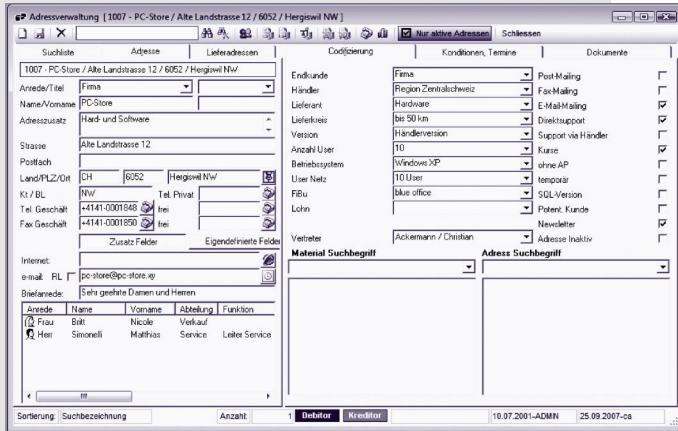 Adressverwaltung [ 1007 - PC-Store / Alte Landstrasse 12 / 6052 / Hergiswil NW ]
Nur aktive Adressen Schliessen
Suchliste Adresse Lieferadressen Codifizierung Konditionen, Termine Dokumente
1007 - PC-Store / Alte Landstrasse 12 / 6052 / Hergiswil NW
Anrede/Titel Firma
Name/Vorname PC-Store
Adresszusatz Hard- und Software
Strasse Alte Landstrasse 12
Postfach
Land/PLZ/Ort CH 6052 Hergiswil NW
Kt / BL NW Tel. Privat
Tel. Geschäft +4141-0001848 frei
Fax Geschäft +4141-0001850 frei
Zusatz Felder Eigendefinierte Felder
Internet:
e-mail: RL pc-store@pc-store.xy
Briefanrede: Sehr geehrte Damen und Herren
Anrede Name Vorname Abteilung Funktion
Frau Britt Nicole Verkauf
Herr Simonelli Matthias Service Leiter Service
Endkunde Firma Post-Mailing
Händler Region Zentralschweiz Fax-Mailing
Lieferant Hardware E-Mail-Mailing
Lieferkreis bis 50 km Direktsupport
Version Händlerversion Support via Händler
Anzahl User 10 Kurse
Betriebssystem Windows XP ohne AP
User Netz 10 User temporär
FiBu blue office SQL-Version
Lohn Potent. Kunde
Newsletter
Vertreter Ackermann / Christian Adresse Inaktiv
Material Suchbegriff Adress Suchbegriff
Sortierung: Suchbezeichnung Anzahl: 1 Debitor Kreditor 10.07.2001-ADMIN 25.09.2007-ca